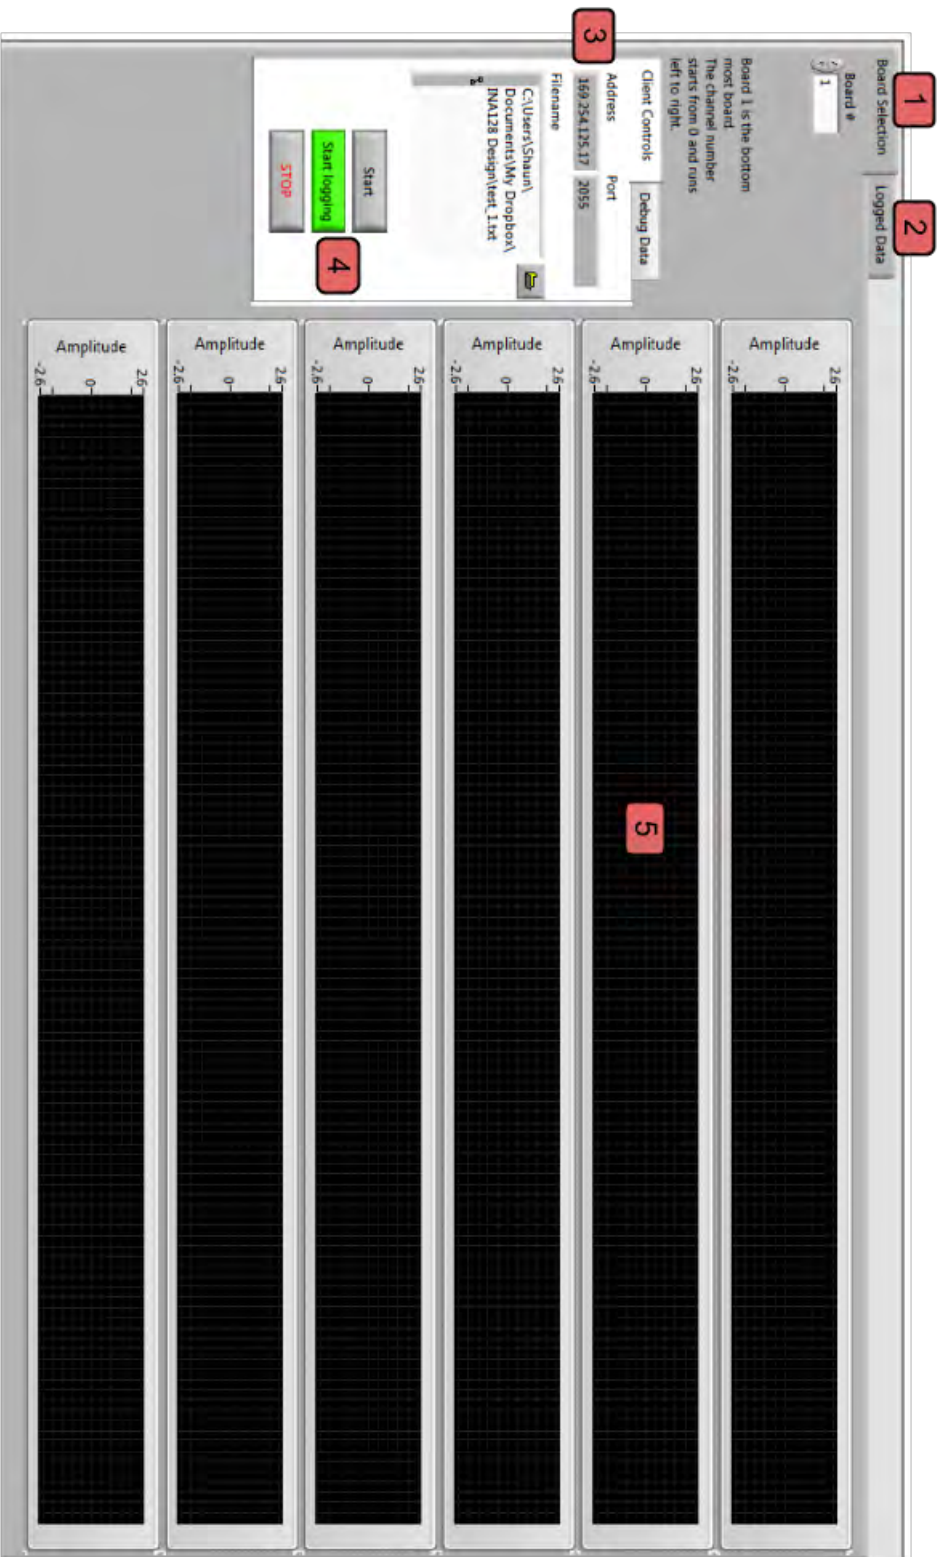 1
2
Board Selection
Logged Data
Board #
1
Board 1 is the bottom
most board.
The channel number
starts from 0 and runs
left to right.
Client Controls
Debug Data
3
Address
Port
169.254.125.17
2055
Filename
C:\Users\Shaun\
Documents\My Dropbox\
INA128 Design\test_1.txt
Start
Start logging
STOP
4
Amplitude
2.6
0
-2.6
Amplitude
2.6
0
-2.6
5
Amplitude
2.6
0
-2.6
Amplitude
2.6
0
-2.6
Amplitude
2.6
0
-2.6
Amplitude
2.6
0
-2.6